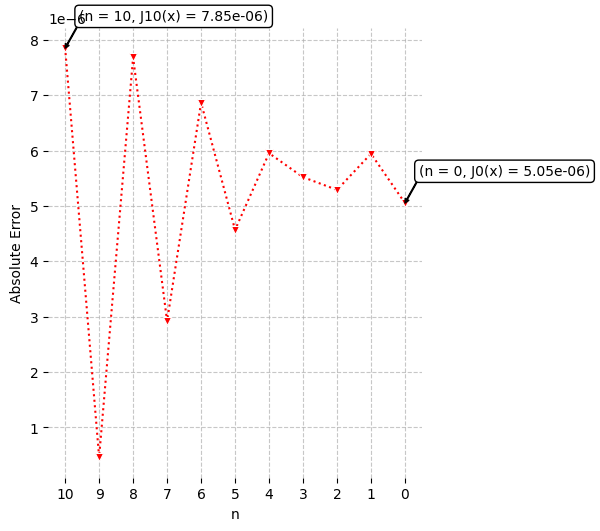 1e−6
(n = 10, J10(x) = 7.85e-06)
8
7
6
5
4
3
2
1
(n = 0, J0(x) = 5.05e-06)
Absolute Error
10 9 8 7 6 5 4 3 2 1 0
n